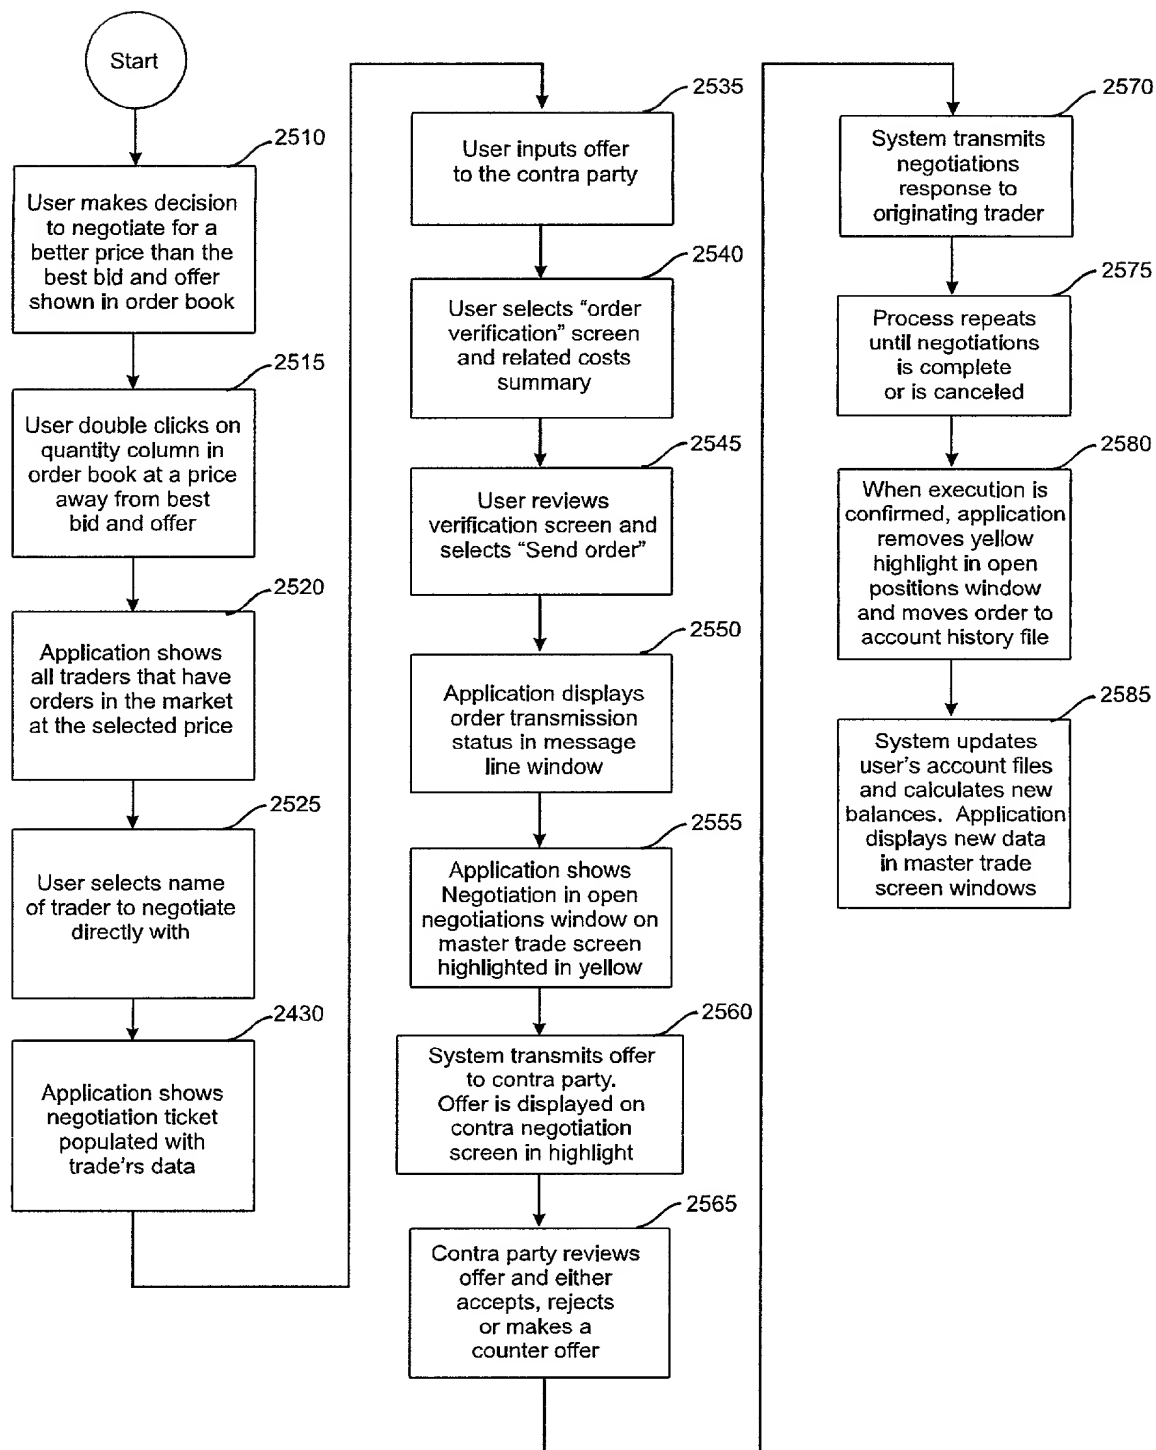 Start
2510
User makes decision
to negotiate for a
better price than the
best bid and offer
shown in order book
2515
User double clicks on
quantity column in
order book at a price
away from best
bid and offer
2520
Application shows
all traders that have
orders in the market
at the selected price
2525
User selects name
of trader to negotiate
directly with
2430
Application shows
negotiation ticket
populated with
trade'rs data
2535
User inputs offer
to the contra party
2540
User selects “order
verification” screen
and related costs
summary
2545
User reviews
verification screen and
selects “Send order”
2550
Application displays
order transmission
status in message
line window
2555
Application shows
Negotiation in open
negotiations window on
master trade screen
highlighted in yellow
2560
System transmits offer
to contra party.
Offer is displayed on
contra negotiation
screen in highlight
2565
Contra party reviews
offer and either
accepts, rejects
or makes a
counter offer
2570
System transmits
negotiations
response to
originating trader
2575
Process repeats
until negotiations
is complete
or is canceled
2580
When execution is
confirmed, application
removes yellow
highlight in open
positions window
and moves order to
account history file
2585
System updates
user's account files
and calculates new
balances. Application
displays new data
in master trade
screen windows